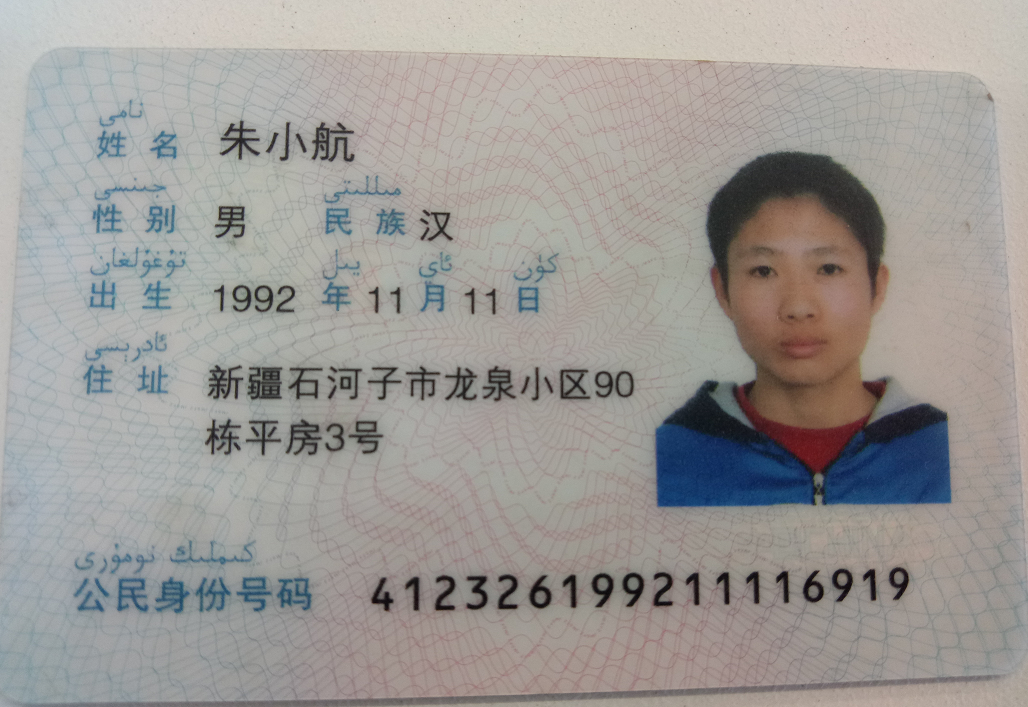 نامى
姓 名 朱小航
جىنسى مىللىتى
性 别 男 民 族 汉
تۇغۇلغان يىل ئاي كۈن
出 生 1992 年 11 月 11 日
ئادرېسى
住 址 新疆石河子市龙泉小区90
栋平房3号
كىملىك نومۇرى
公民身份号码 412326199211116919